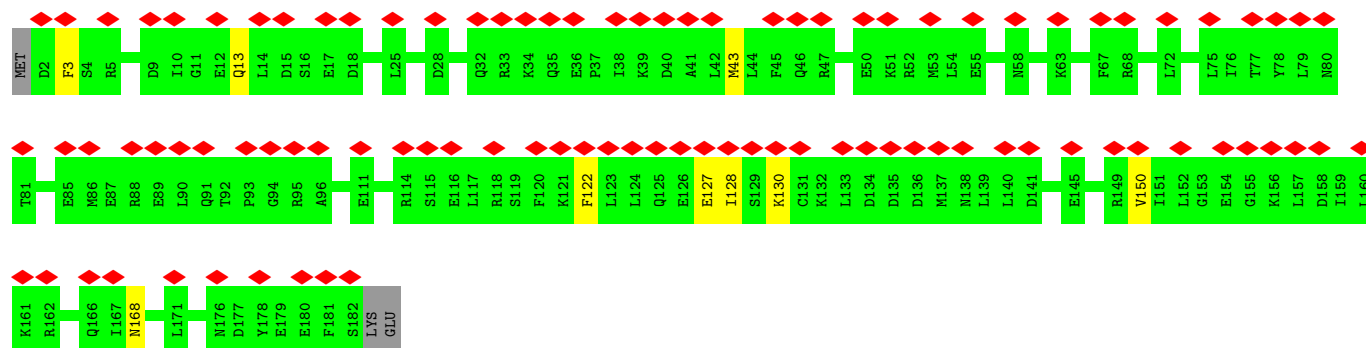 MET D2 F3 S4 R5 D9 I10 G11 E12 Q13 L14 D15 S16 E17 D18 L25 D28 Q32 R33 K34 Q35 E36 P37 I38 K39 D40 A41 L42 M43 L44 F45 Q46 R47 E50 K51 R52 M53 L54 E55 N58 K63 F67 R68 L72 L75 I76 T77 Y78 L79 N80
T81 E85 M86 E87 R88 E89 L90 Q91 T92 P93 G94 R95 A96 E111 R114 S115 E116 L117 R118 S119 F120 K121 F122 L123 L124 Q125 E126 E127 I128 S129 K130 C131 K132 L133 D134 D135 D136 M137 N138 L139 L140 D141 E145 R149 V150 I151 L152 G153 E154 G155 K156 L157 D158 I159 L160
K161 R162 Q166 I167 N168 L171 N176 D177 Y178 E179 E180 F181 S182 LYS GLU